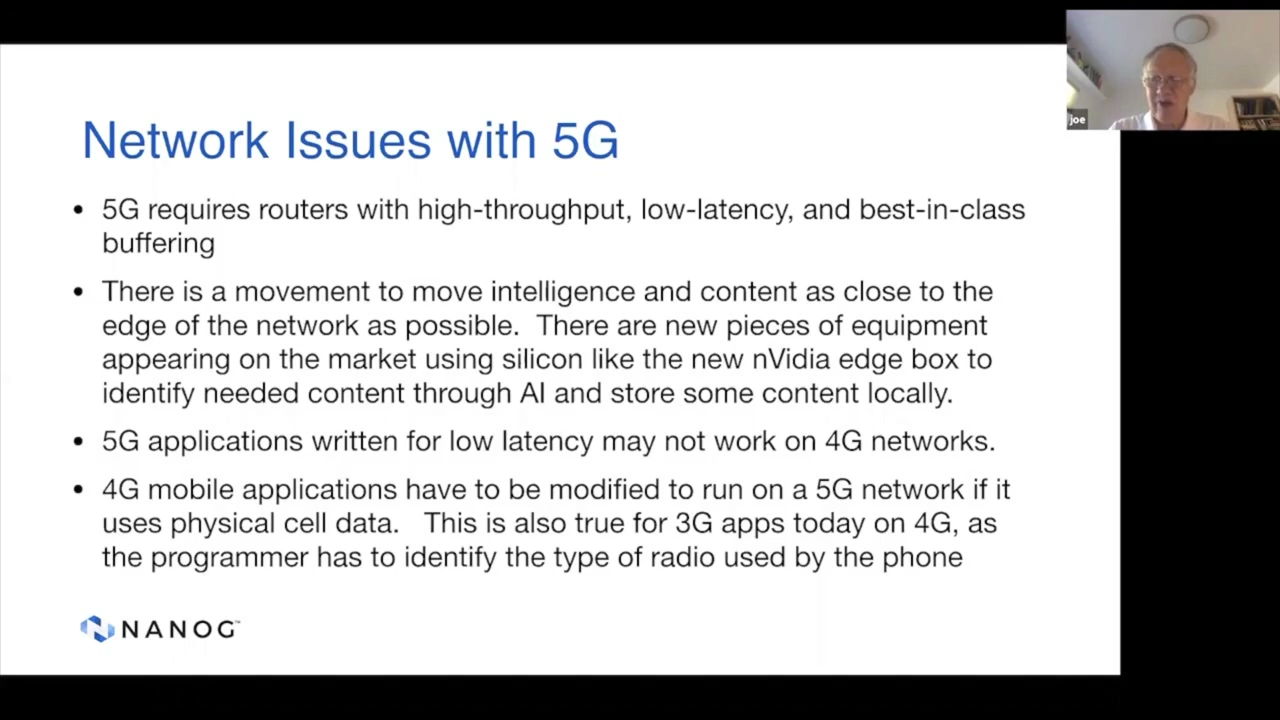 Network Issues with 5G
• 5G requires routers with high-throughput, low-latency, and best-in-class
buffering
• There is a movement to move intelligence and content as close to the
edge of the network as possible.  There are new pieces of equipment
appearing on the market using silicon like the new nVidia edge box to
identify needed content through AI and store some content locally.
• 5G applications written for low latency may not work on 4G networks.
• 4G mobile applications have to be modified to run on a 5G network if it
uses physical cell data.   This is also true for 3G apps today on 4G, as
the programmer has to identify the type of radio used by the phone
NANOG™
joe